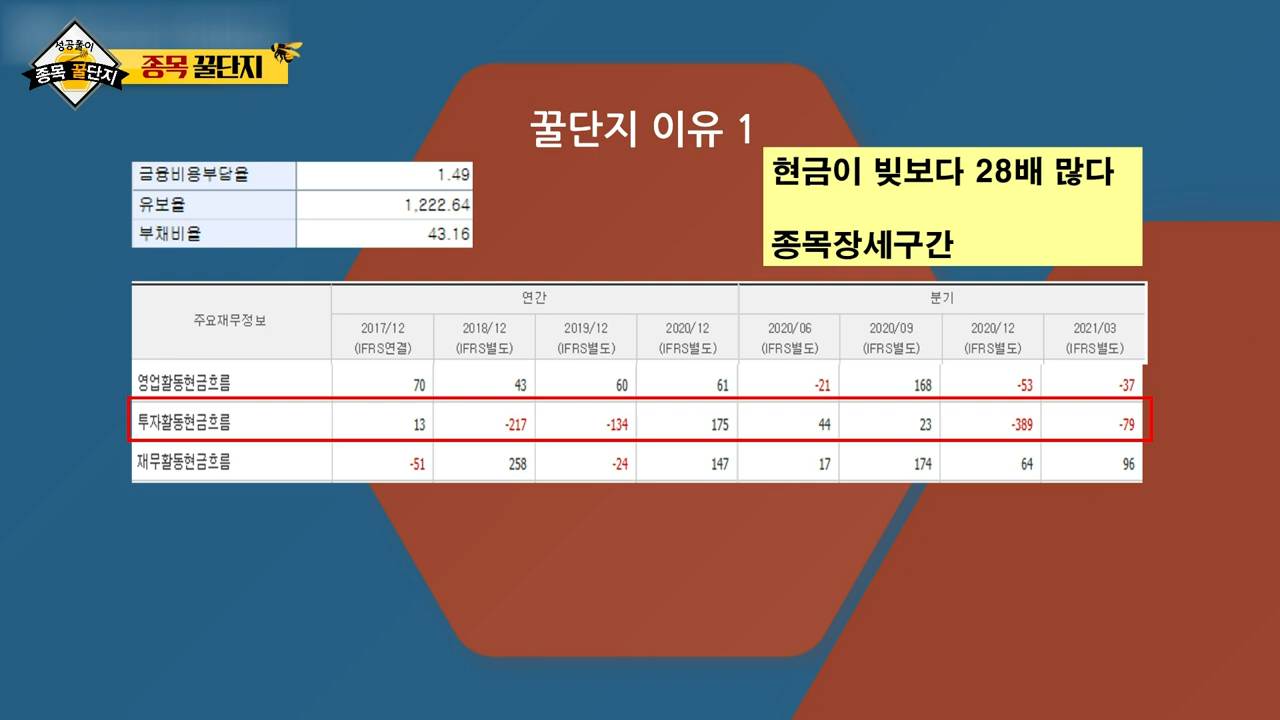 성공풀이
종목 꿀단지
종목 꿀단지
꿀단지 이유 1
금융비용부담율 1.49
유보율 1,222.64
부채비율 43.16
현금이 빚보다 28배 많다
종목장세구간
주요재무정보 연간 분기
2017/12 2018/12 2019/12 2020/12 2020/06 2020/09 2020/12 2021/03
(IFRS연결) (IFRS별도) (IFRS별도) (IFRS별도) (IFRS별도) (IFRS별도) (IFRS별도) (IFRS별도)
영업활동현금흐름 70 43 60 61 -21 168 -53 -37
투자활동현금흐름 13 -217 -134 175 44 23 -389 -79
재무활동현금흐름 -51 258 -24 147 17 174 64 96